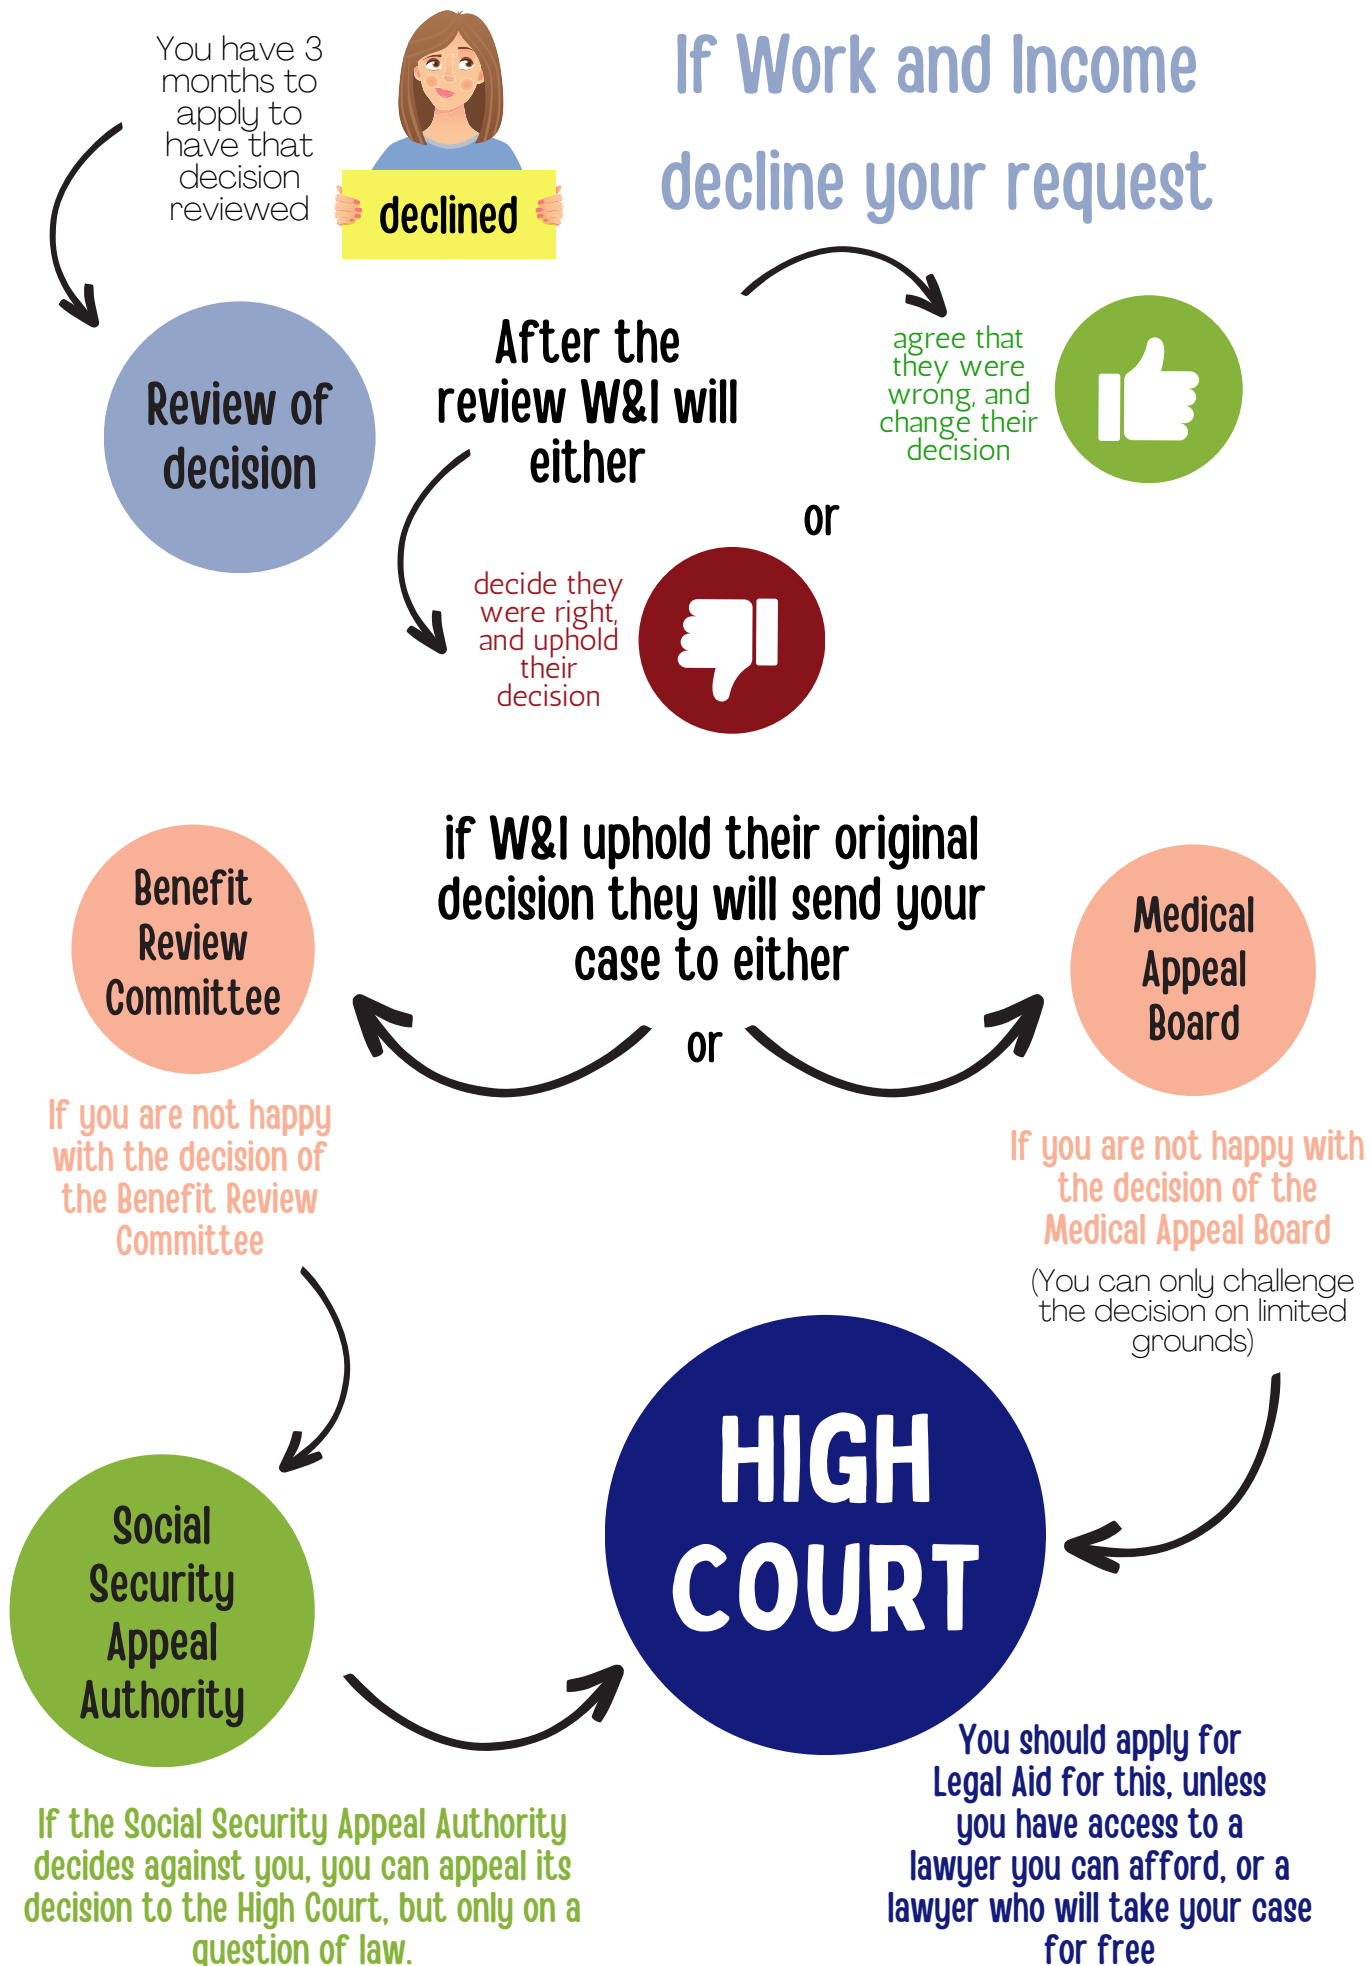 You have 3
months to
apply to
have that
decision
reviewed
declined
If Work and Income
decline your request
Review of
decision
After the
review W&I will
either
agree that
they were
wrong, and
change their
decision
or
decide they
were right,
and uphold
their
decision
if W&I uphold their original
decision they will send your
case to either
or
Benefit
Review
Committee
Medical
Appeal
Board
If you are not happy
with the decision of
the Benefit Review
Committee
If you are not happy with
the decision of the
Medical Appeal Board
(You can only challenge
the decision on limited
grounds)
Social
Security
Appeal
Authority
HIGH
COURT
If the Social Security Appeal Authority
decides against you, you can appeal its
decision to the High Court, but only on a
question of law.
You should apply for
Legal Aid for this, unless
you have access to a
lawyer you can afford, or a
lawyer who will take your case
for free